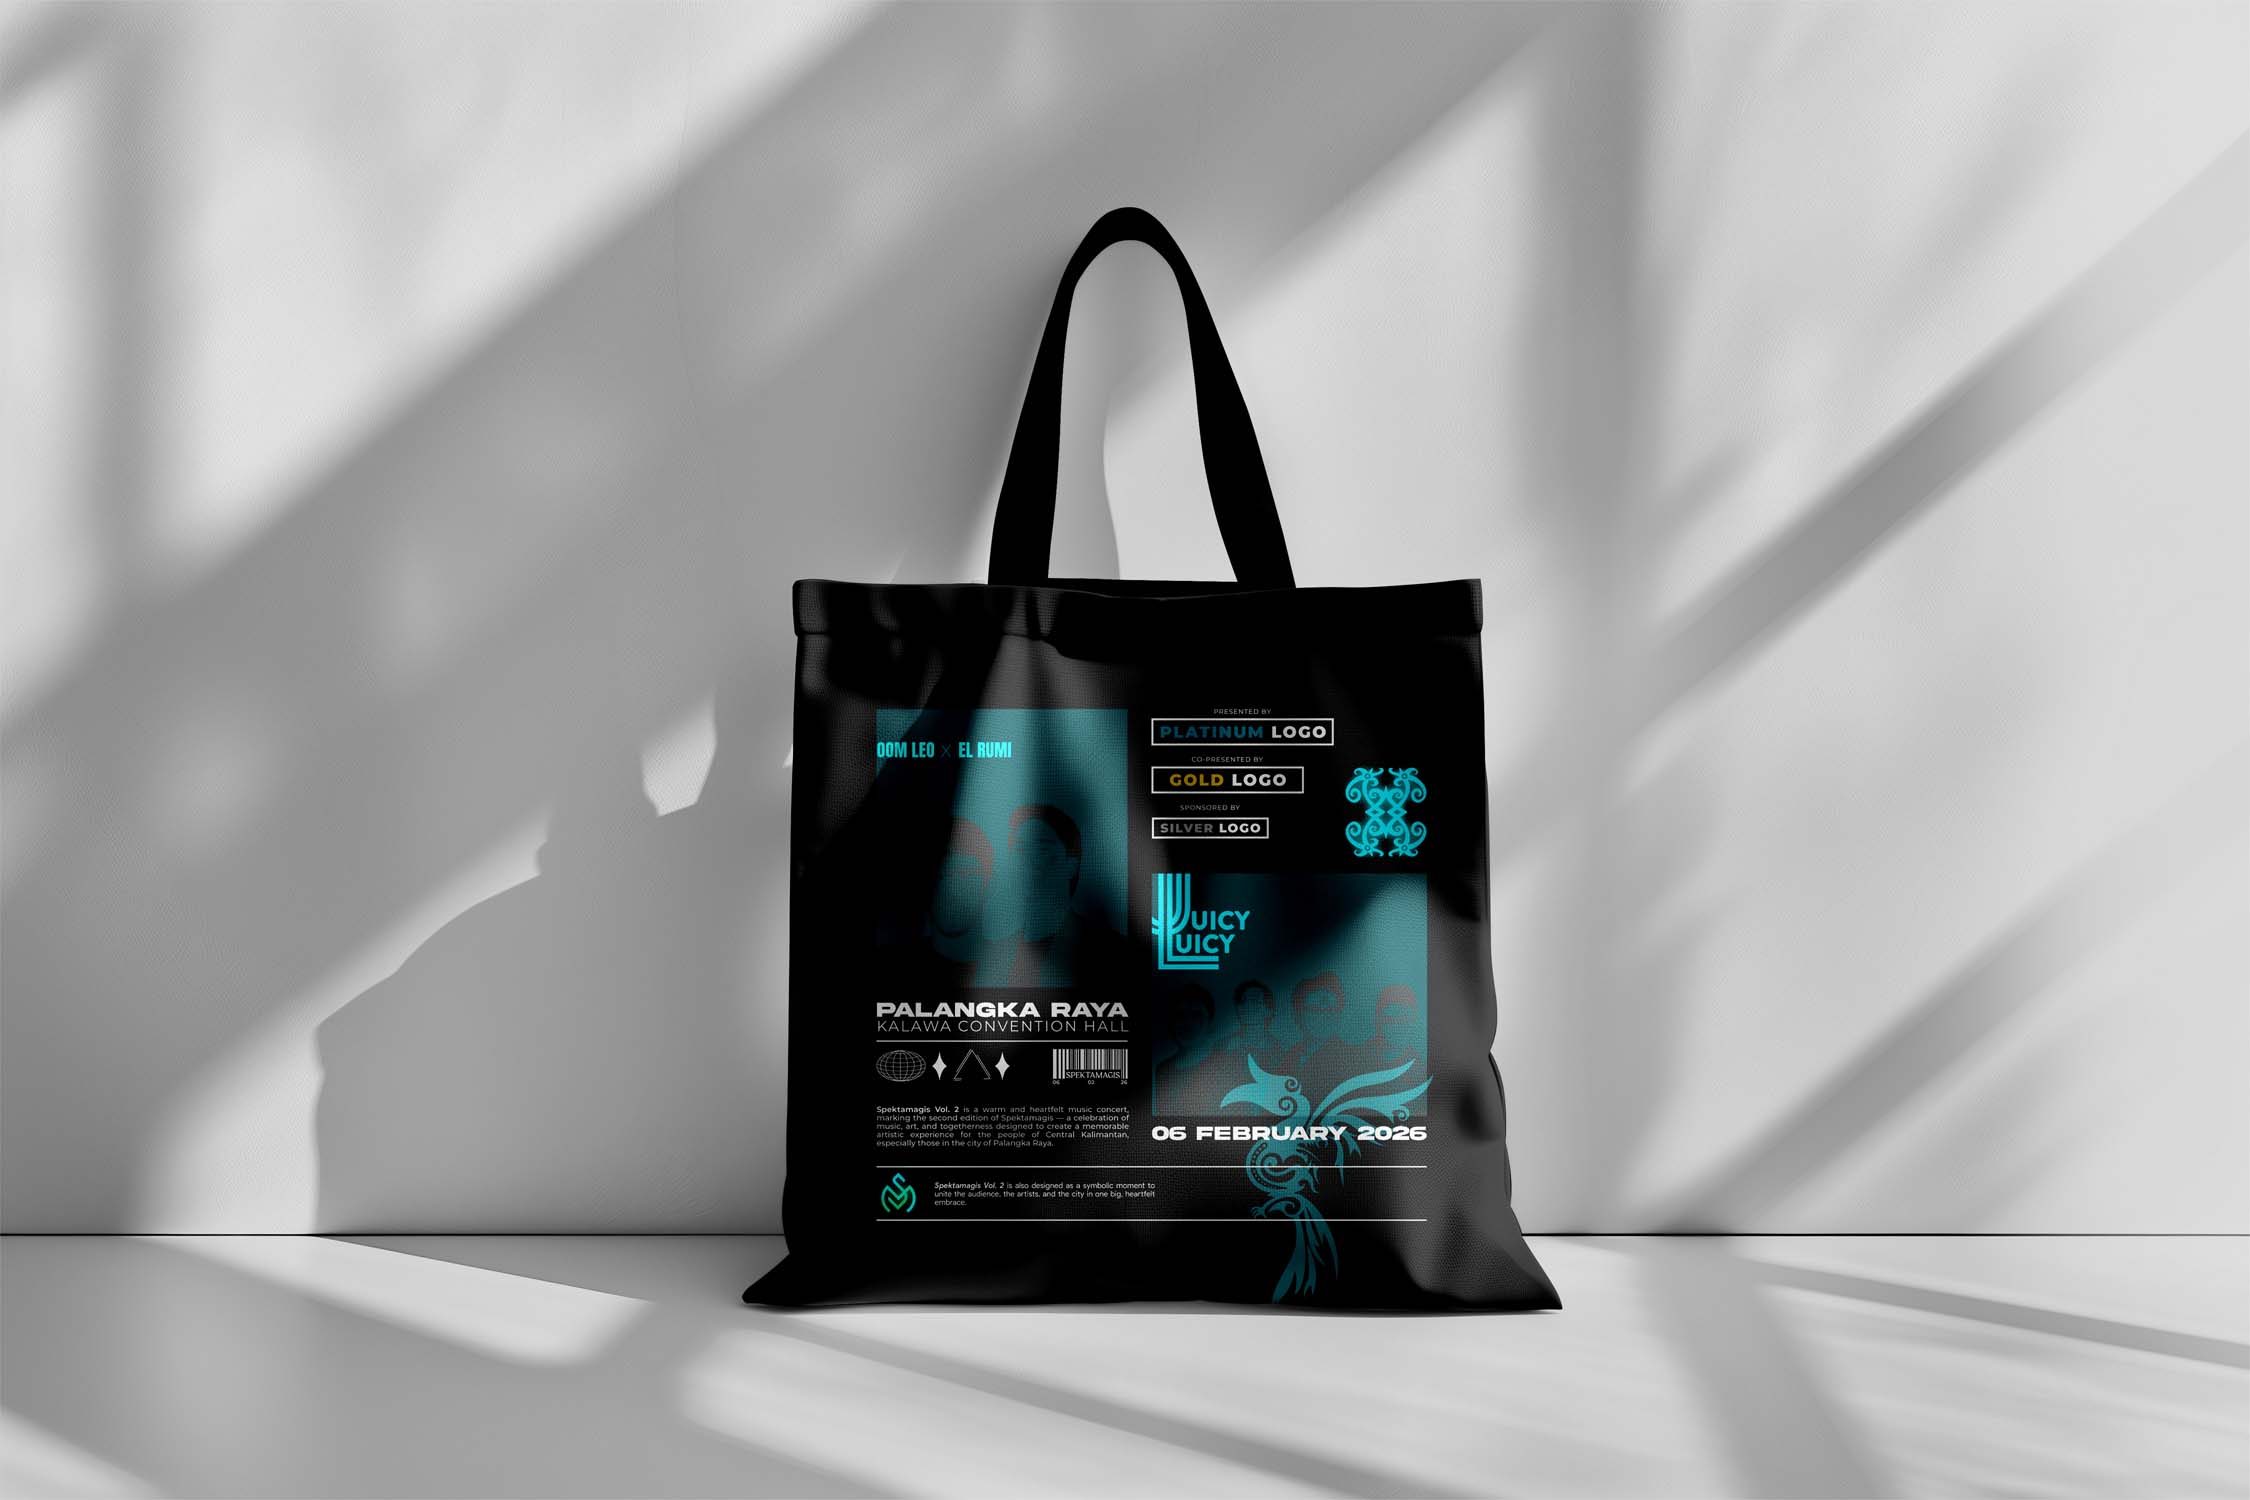 OOM LEO X EL RUMI
PALANGKA RAYA
KALAWA CONVENTION HALL
SPEKTAMAGIS
06 02 26
Spektamagis Vol. 2 is a warm and heartfelt music concert,
marking the second edition of Spektamagis — a celebration of
music, art, and togetherness designed to create a memorable
artistic experience for the people of Central Kalimantan,
especially those in the city of Palangka Raya.
PRESENTED BY
PLATINUM LOGO
CO-PRESENTED BY
GOLD LOGO
SPONSORED BY
SILVER LOGO
JUICY
LUICY
06 FEBRUARY 2026
Spektamagis Vol. 2 is also designed as a symbolic moment to
unite the audience, the artists, and the city in one big, heartfelt
embrace.